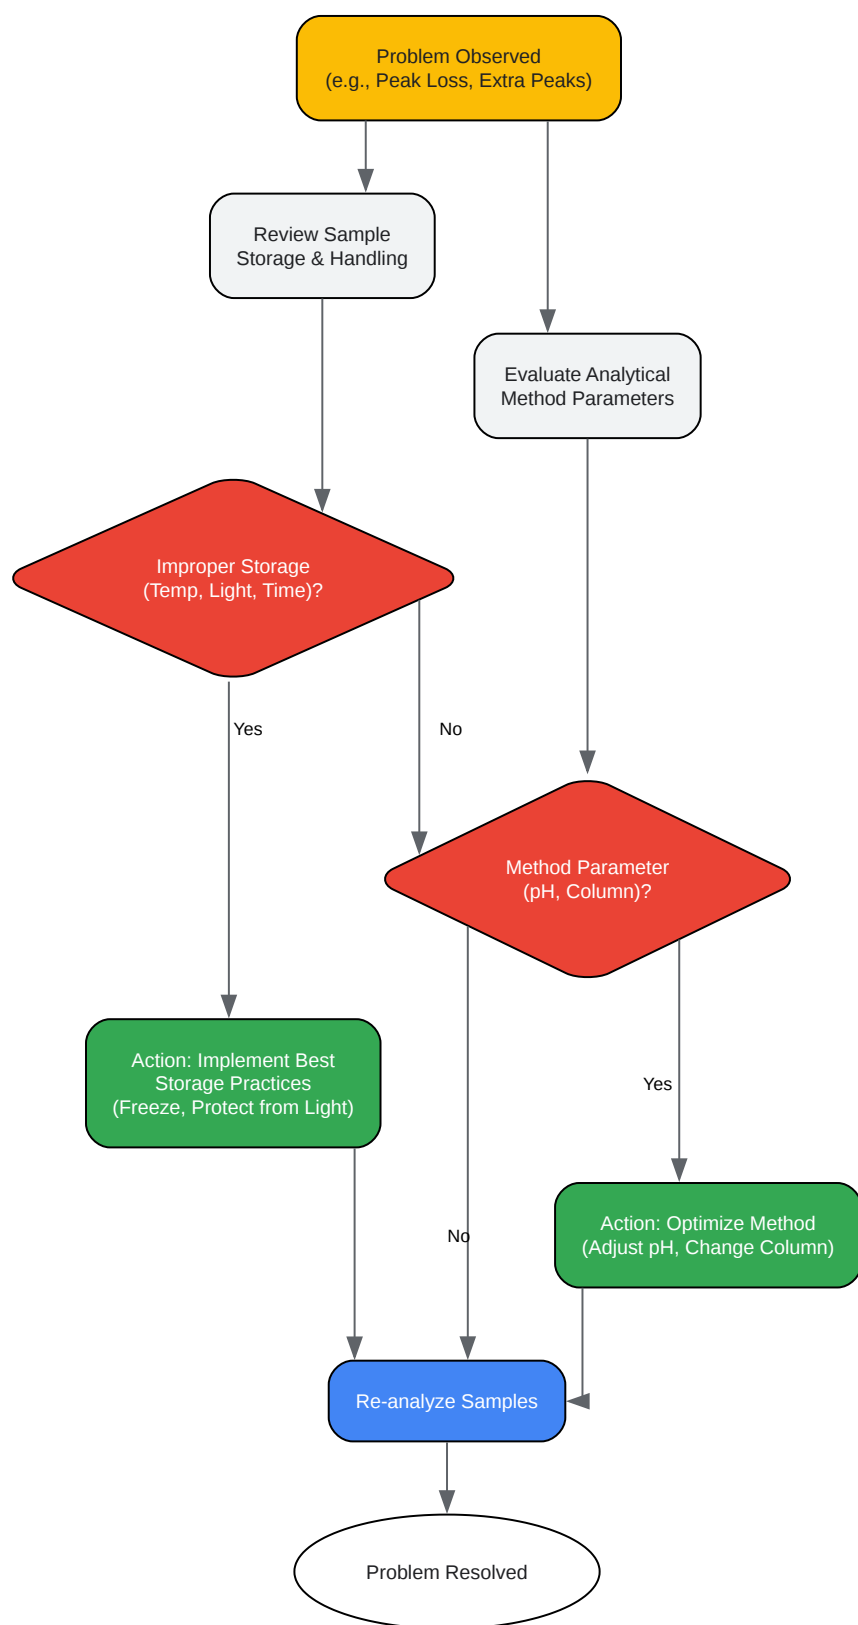 Problem Observed
(e.g., Peak Loss, Extra Peaks)
Review Sample
Storage & Handling
Evaluate Analytical
Method Parameters
Improper Storage
(Temp, Light, Time)?
Yes
No
Method Parameter
(pH, Column)?
Action: Implement Best
Storage Practices
(Freeze, Protect from Light)
Yes
Action: Optimize Method
(Adjust pH, Change Column)
No
Re-analyze Samples
Problem Resolved